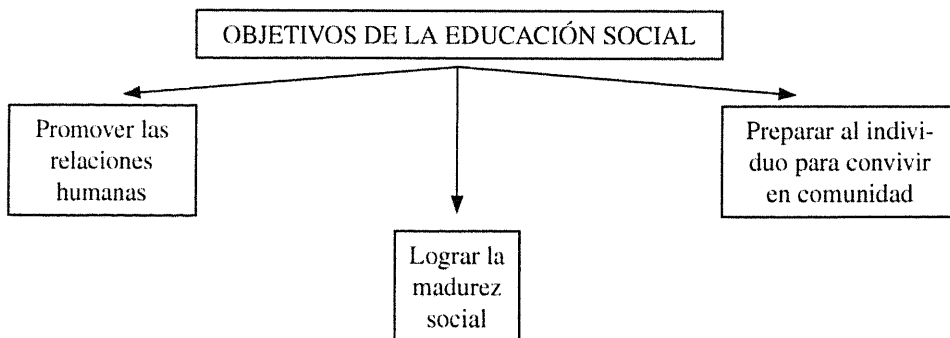 OBJETIVOS DE LA EDUCACIÓN SOCIAL
Promover las
relaciones
humanas
Lograr la
madurez
social
Preparar al indivi-
duo para convivir
en comunidad